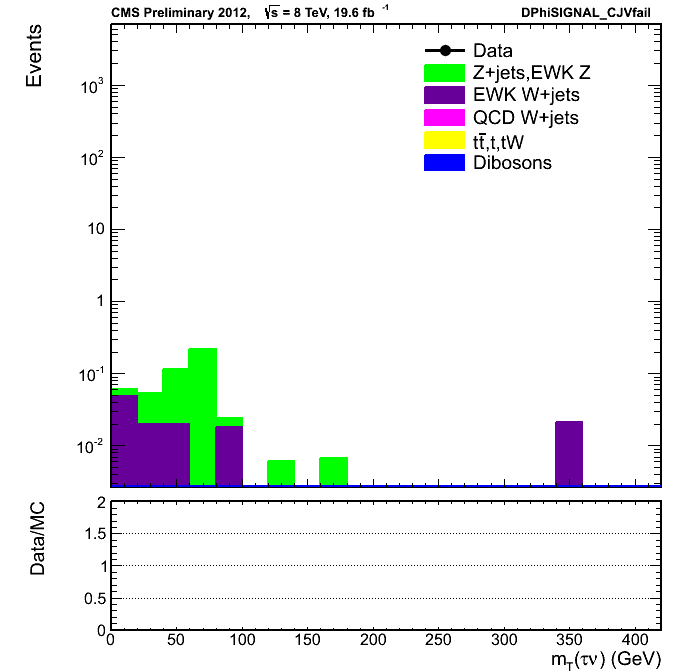 CMS Preliminary 2012, √s = 8 TeV, 19.6 fb⁻¹ DPhiSIGNAL_CJVfail
Events
Data
Z+jets,EWK Z
EWK W+jets
QCD W+jets
tt̅,t,tW
Dibosons
10³
10²
10
1
10⁻¹
10⁻²
Data/MC
2
1.5
1
0.5
0
0 50 100 150 200 250 300 350 400
m_T(τν) (GeV)